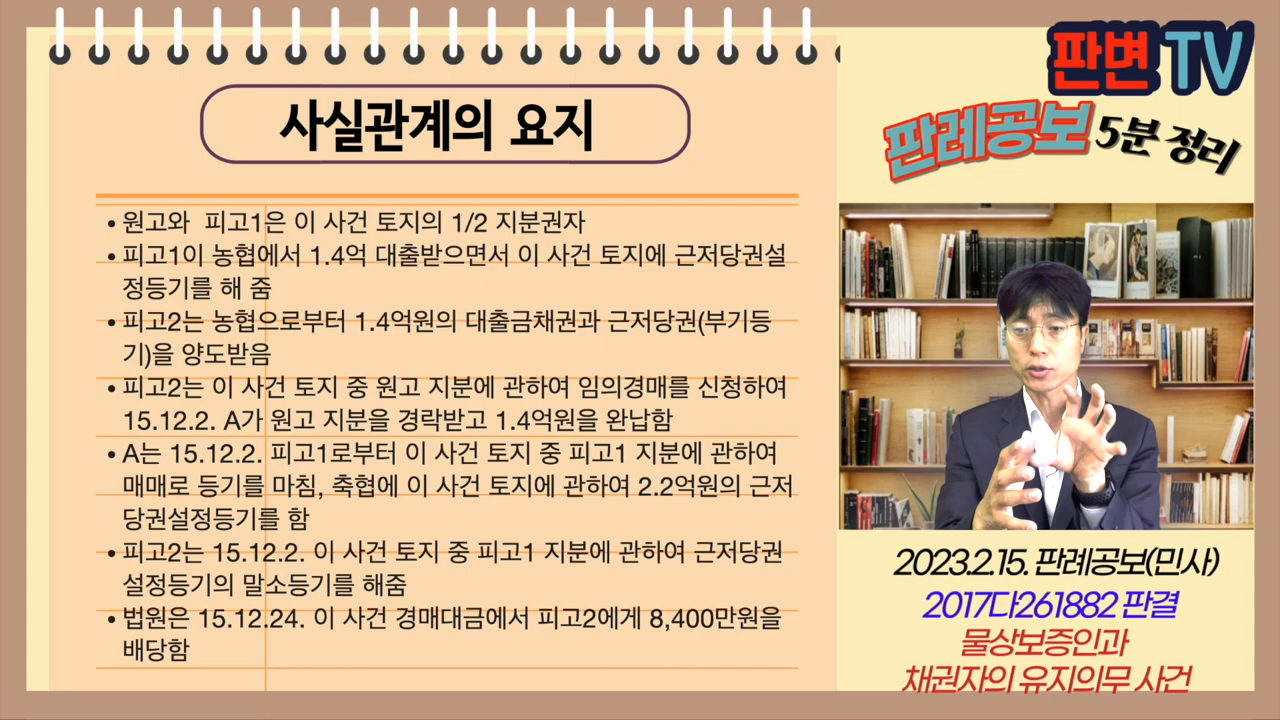 사실관계의 요지
• 원고와 피고1은 이 사건 토지의 1/2 지분권자
• 피고1이 농협에서 1.4억 대출받으면서 이 사건 토지에 근저당권설
정등기를 해 줌
• 피고2는 농협으로부터 1.4억원의 대출금채권과 근저당권(부기등
기)을 양도받음
• 피고2는 이 사건 토지 중 원고 지분에 관하여 임의경매를 신청하여
15.12.2. A가 원고 지분을 경락받고 1.4억원을 완납함
• A는 15.12.2. 피고1로부터 이 사건 토지 중 피고1 지분에 관하여
매매로 등기를 마침, 축협에 이 사건 토지에 관하여 2.2억원의 근저
당권설정등기를 함
• 피고2는 15.12.2. 이 사건 토지 중 피고1 지분에 관하여 근저당권
설정등기의 말소등기를 해줌
• 법원은 15.12.24. 이 사건 경매대금에서 피고2에게 8,400만원을
배당함
판변 TV
판례공보 5분 정리
2023.2.15. 판례공보(민사)
2017다261882 판결
물상보증인과
채권자의 유지의무 사건